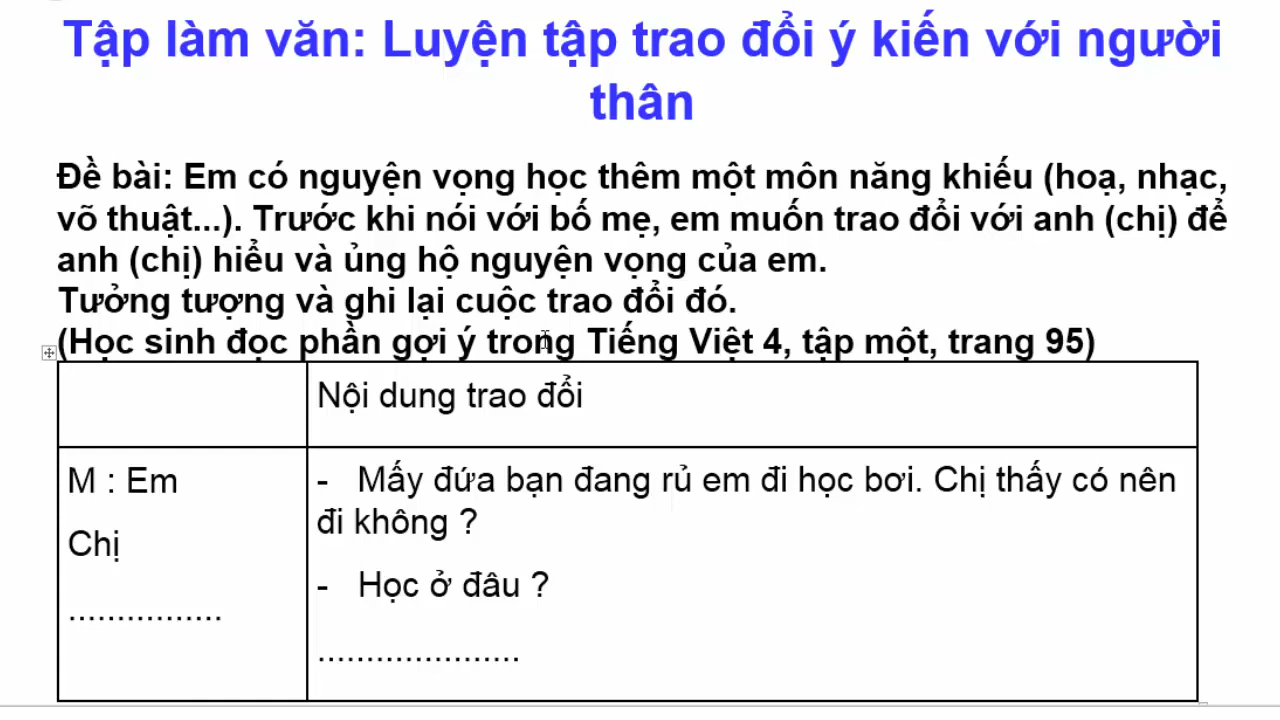 Tập làm văn: Luyện tập trao đổi ý kiến với người
thân
Đề bài: Em có nguyện vọng học thêm một môn năng khiếu (hoạ, nhạc,
võ thuật...). Trước khi nói với bố mẹ, em muốn trao đổi với anh (chị) để
anh (chị) hiểu và ủng hộ nguyện vọng của em.
Tưởng tượng và ghi lại cuộc trao đổi đó.
(Học sinh đọc phần gợi ý trong Tiếng Việt 4, tập một, trang 95)
Nội dung trao đổi
M : Em
- Mấy đứa bạn đang rủ em đi học bơi. Chị thấy có nên
đi không ?
Chị
- Học ở đâu ?
................
.....................